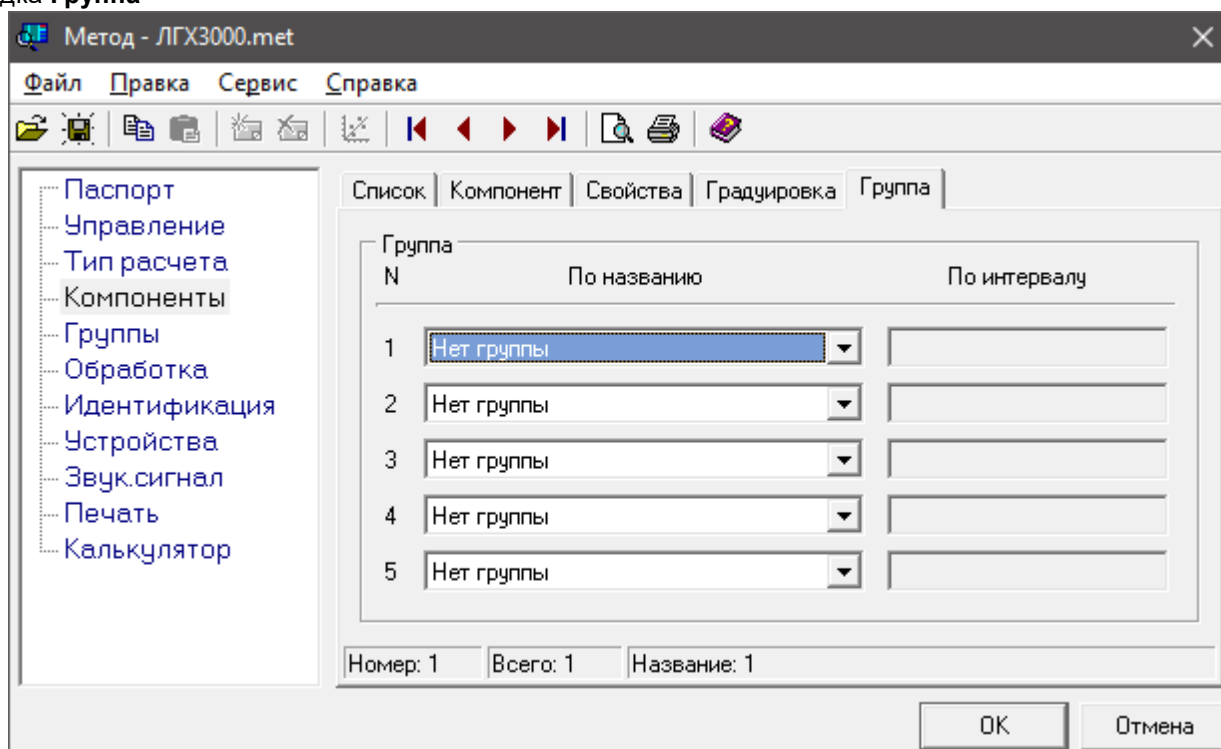 дка Группа
Метод - ЛГХ3000.met
Файл Правка Сервис Справка
Паспорт
Управление
Тип расчета
Компоненты
Группы
Обработка
Идентификация
Устройства
Звук.сигнал
Печать
Калькулятор
Список Компонент Свойства Градуировка Группа
Группа
N По названию По интервалу
1 Нет группы
2 Нет группы
3 Нет группы
4 Нет группы
5 Нет группы
Номер: 1 Всего: 1 Название: 1
OK Отмена